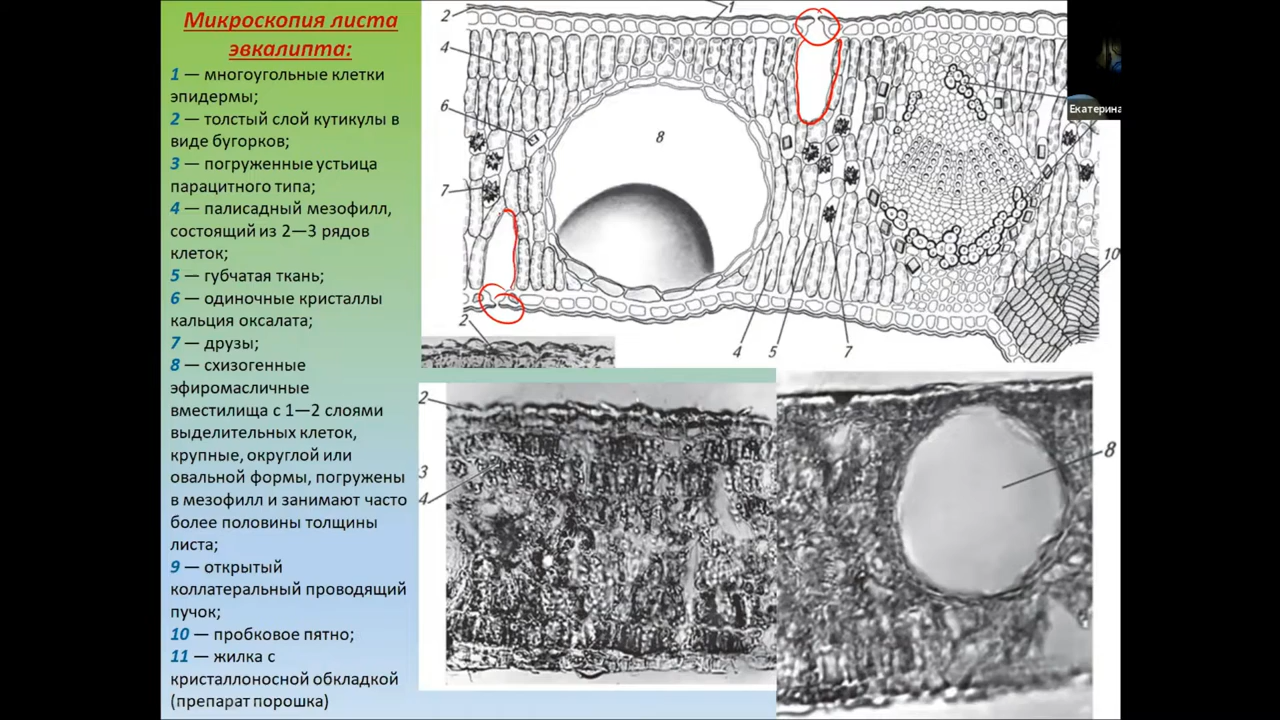 Микроскопия листа
эвкалипта:
1 — многоугольные клетки
эпидермы;
2 — толстый слой кутикулы в
виде бугорков;
3 — погруженные устьица
парацитного типа;
4 — палисадный мезофилл,
состоящий из 2—3 рядов
клеток;
5 — губчатая ткань;
6 — одиночные кристаллы
кальция оксалата;
7 — друзы;
8 — схизогенные
эфиромасличные
вместилища с 1—2 слоями
выделительных клеток,
крупные, округлой или
овальной формы, погружены
в мезофилл и занимают часто
более половины толщины
листа;
9 — открытый
коллатеральный проводящий
пучок;
10 — пробковое пятно;
11 — жилка с
кристаллоносной обкладкой
(препарат порошка)
2
1
4
6
8
7
10
2
4
5
7
2
3
4
8
Екатерина